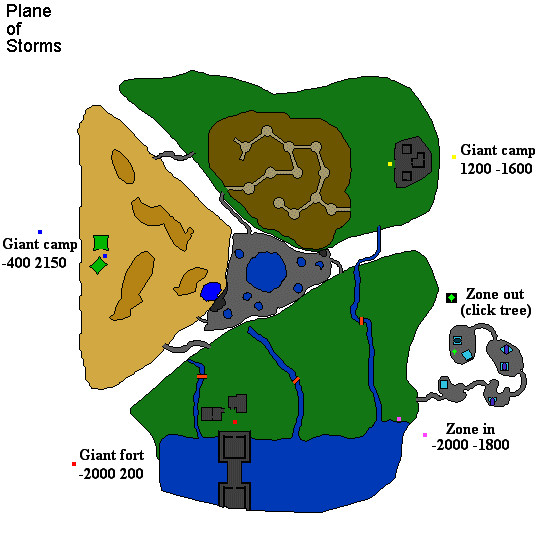 Plane
of
Storms
Giant camp
1200 -1600
Giant camp
-400 2150
Zone out
(click tree)
Zone in
-2000 -1800
Giant fort
-2000 200